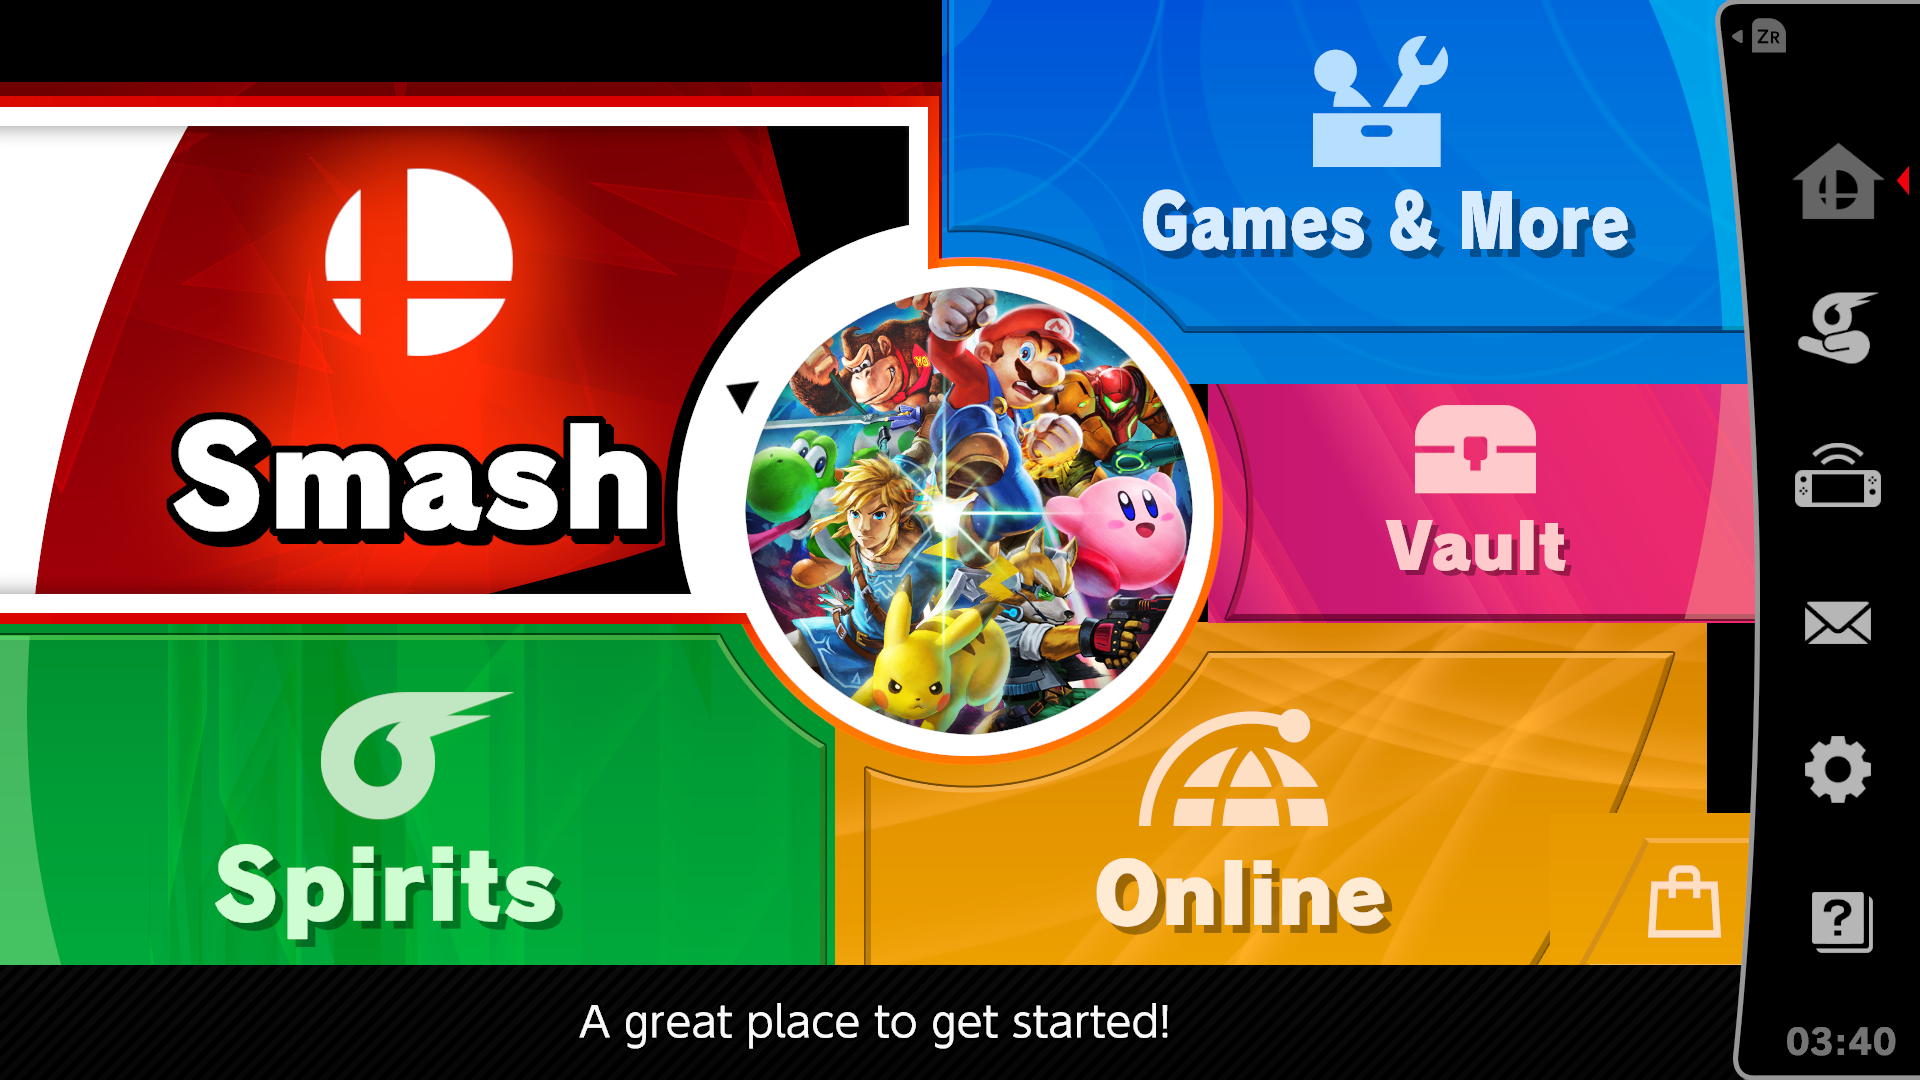 ZR
Games & More
Smash
Vault
Spirits
Online
?
A great place to get started!
03:40